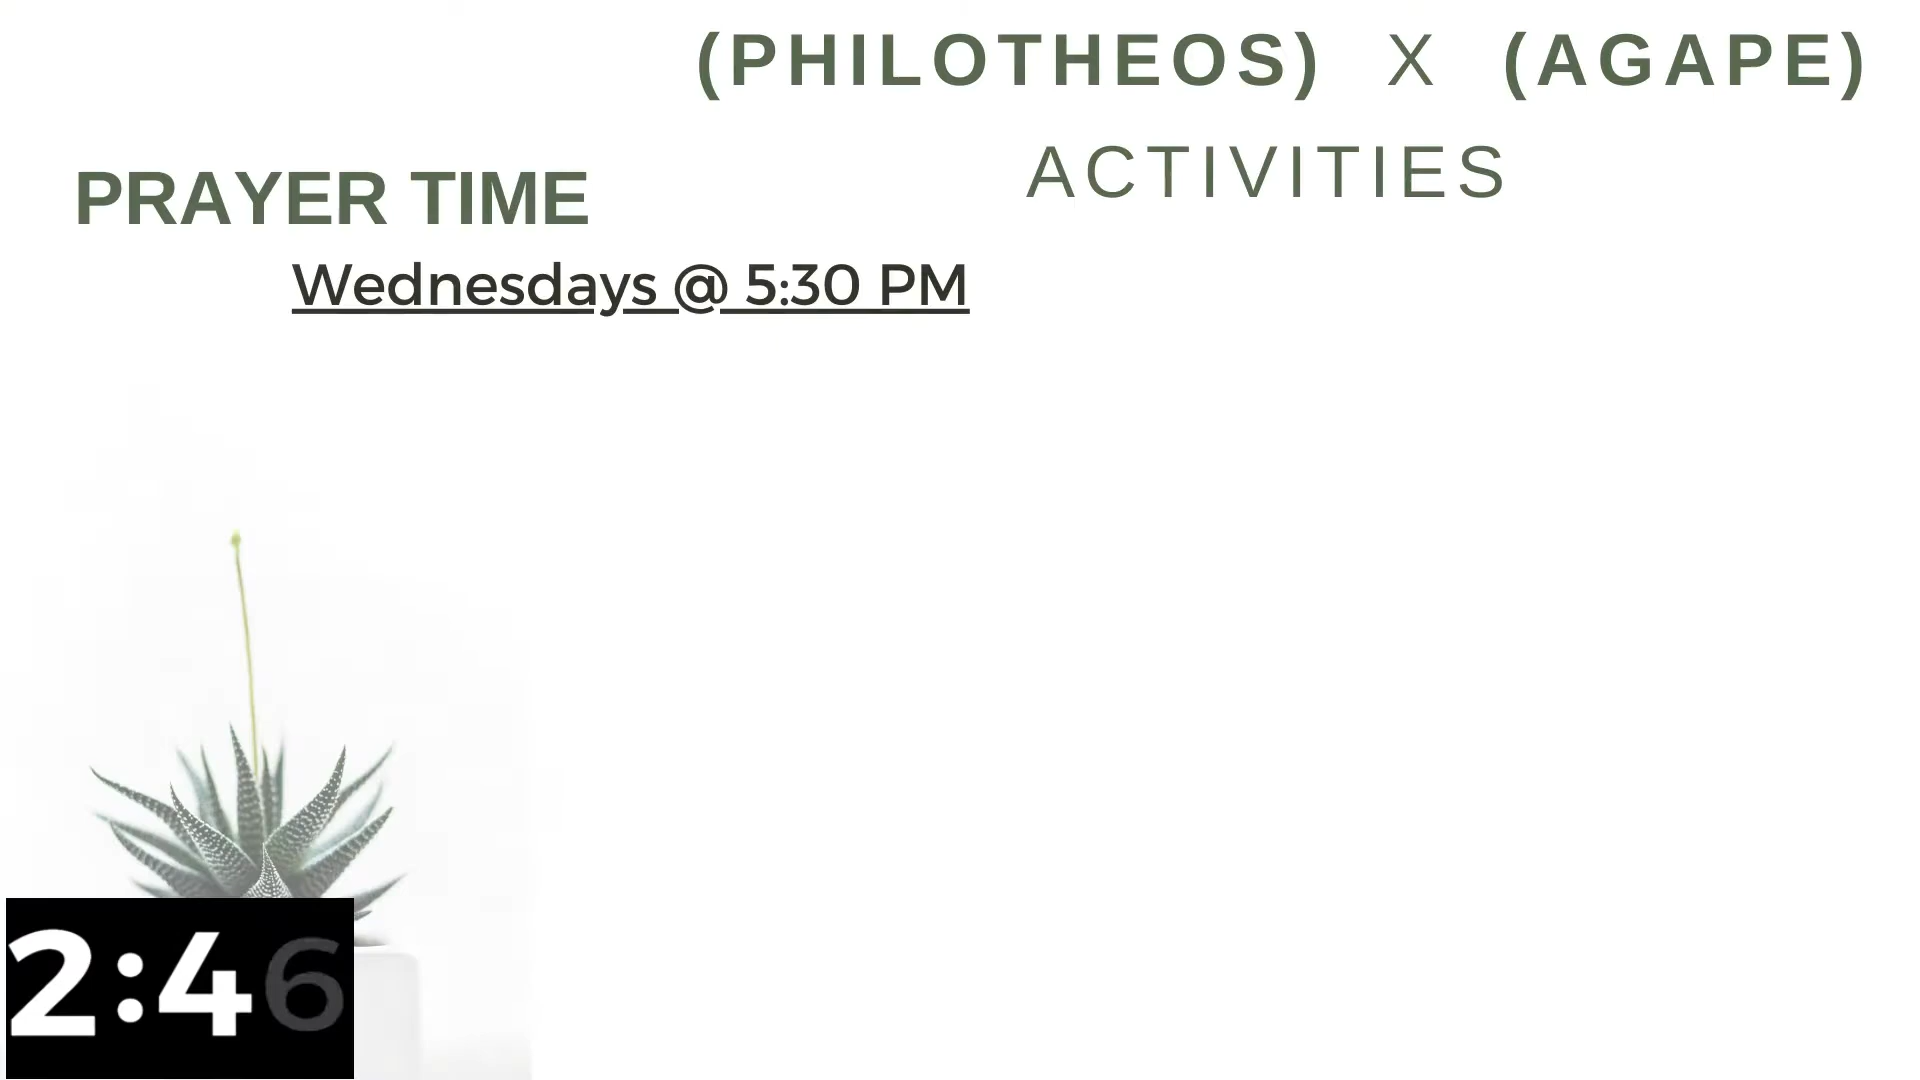 (PHILOTHEOS) X (AGAPE)
ACTIVITIES
PRAYER TIME
Wednesdays @ 5:30 PM
2:46